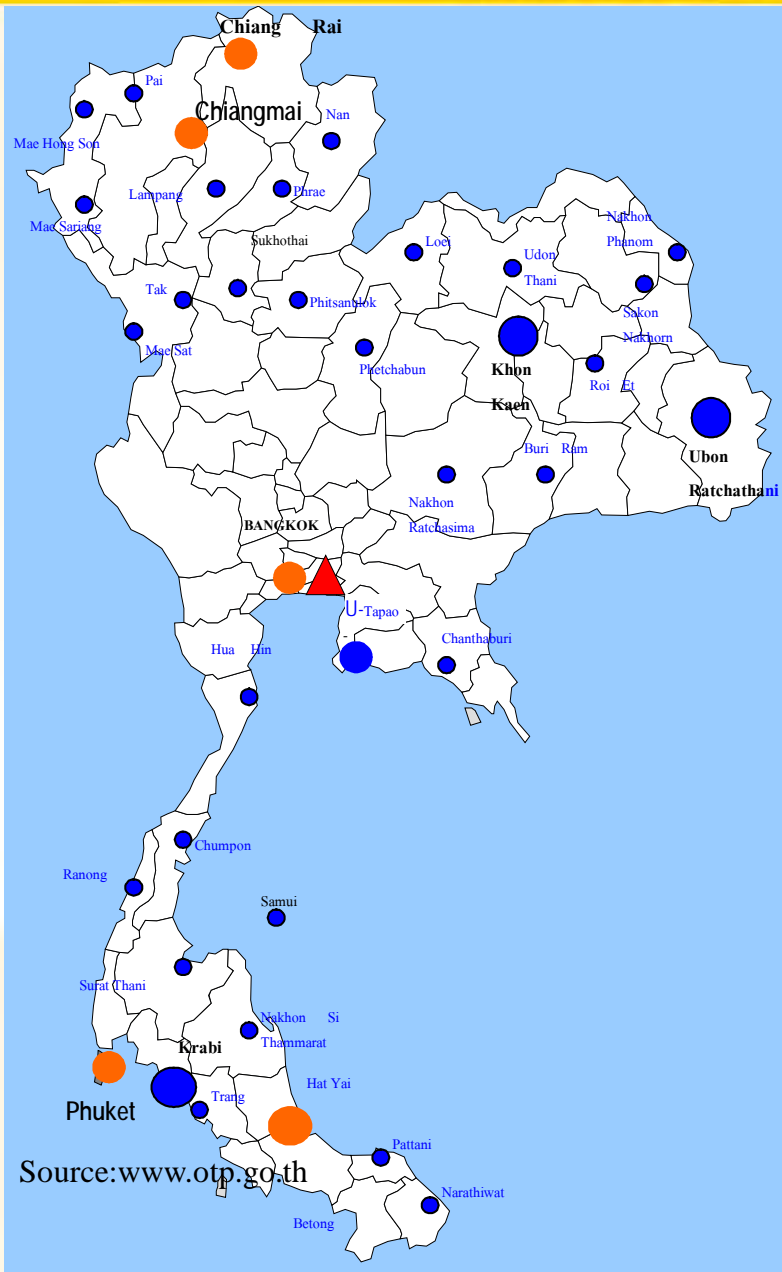 Chiang Rai
Pai
Chiangmai
Nan
Mae Hong Son
Lampang
Phrae
Mae Sariang
Nakhon
Phanom
Sukhothai
Loei
Udon
Thani
Tak
Phitsanulok
Sakon
Nakhorn
Mae Sat
Phetchabun
Khon
Kaen
Roi Et
Buri Ram
Ubon
Ratchathani
Nakhon
Ratchasima
BANGKOK
U-Tapao
-
Hua Hin
Chanthaburi
Chumpon
Ranong
Samui
Surat Thani
Nakhon Si
Thammarat
Krabi
Hat Yai
Phuket
Trang
Pattani
Source:www.otp.go.th
Narathiwat
Betong